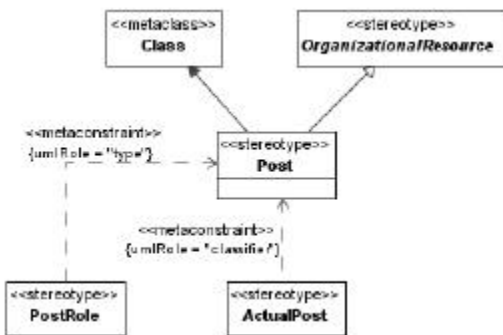 <<metaclass>>
Class
<<stereotype>>
OrganizationalResource
<<metaconstraint>>
{umlRole = "type"}
<<stereotype>>
Post
<<metaconstraint>>
{umlRole = "classifier"}
<<stereotype>>
PostRole
<<stereotype>>
ActualPost